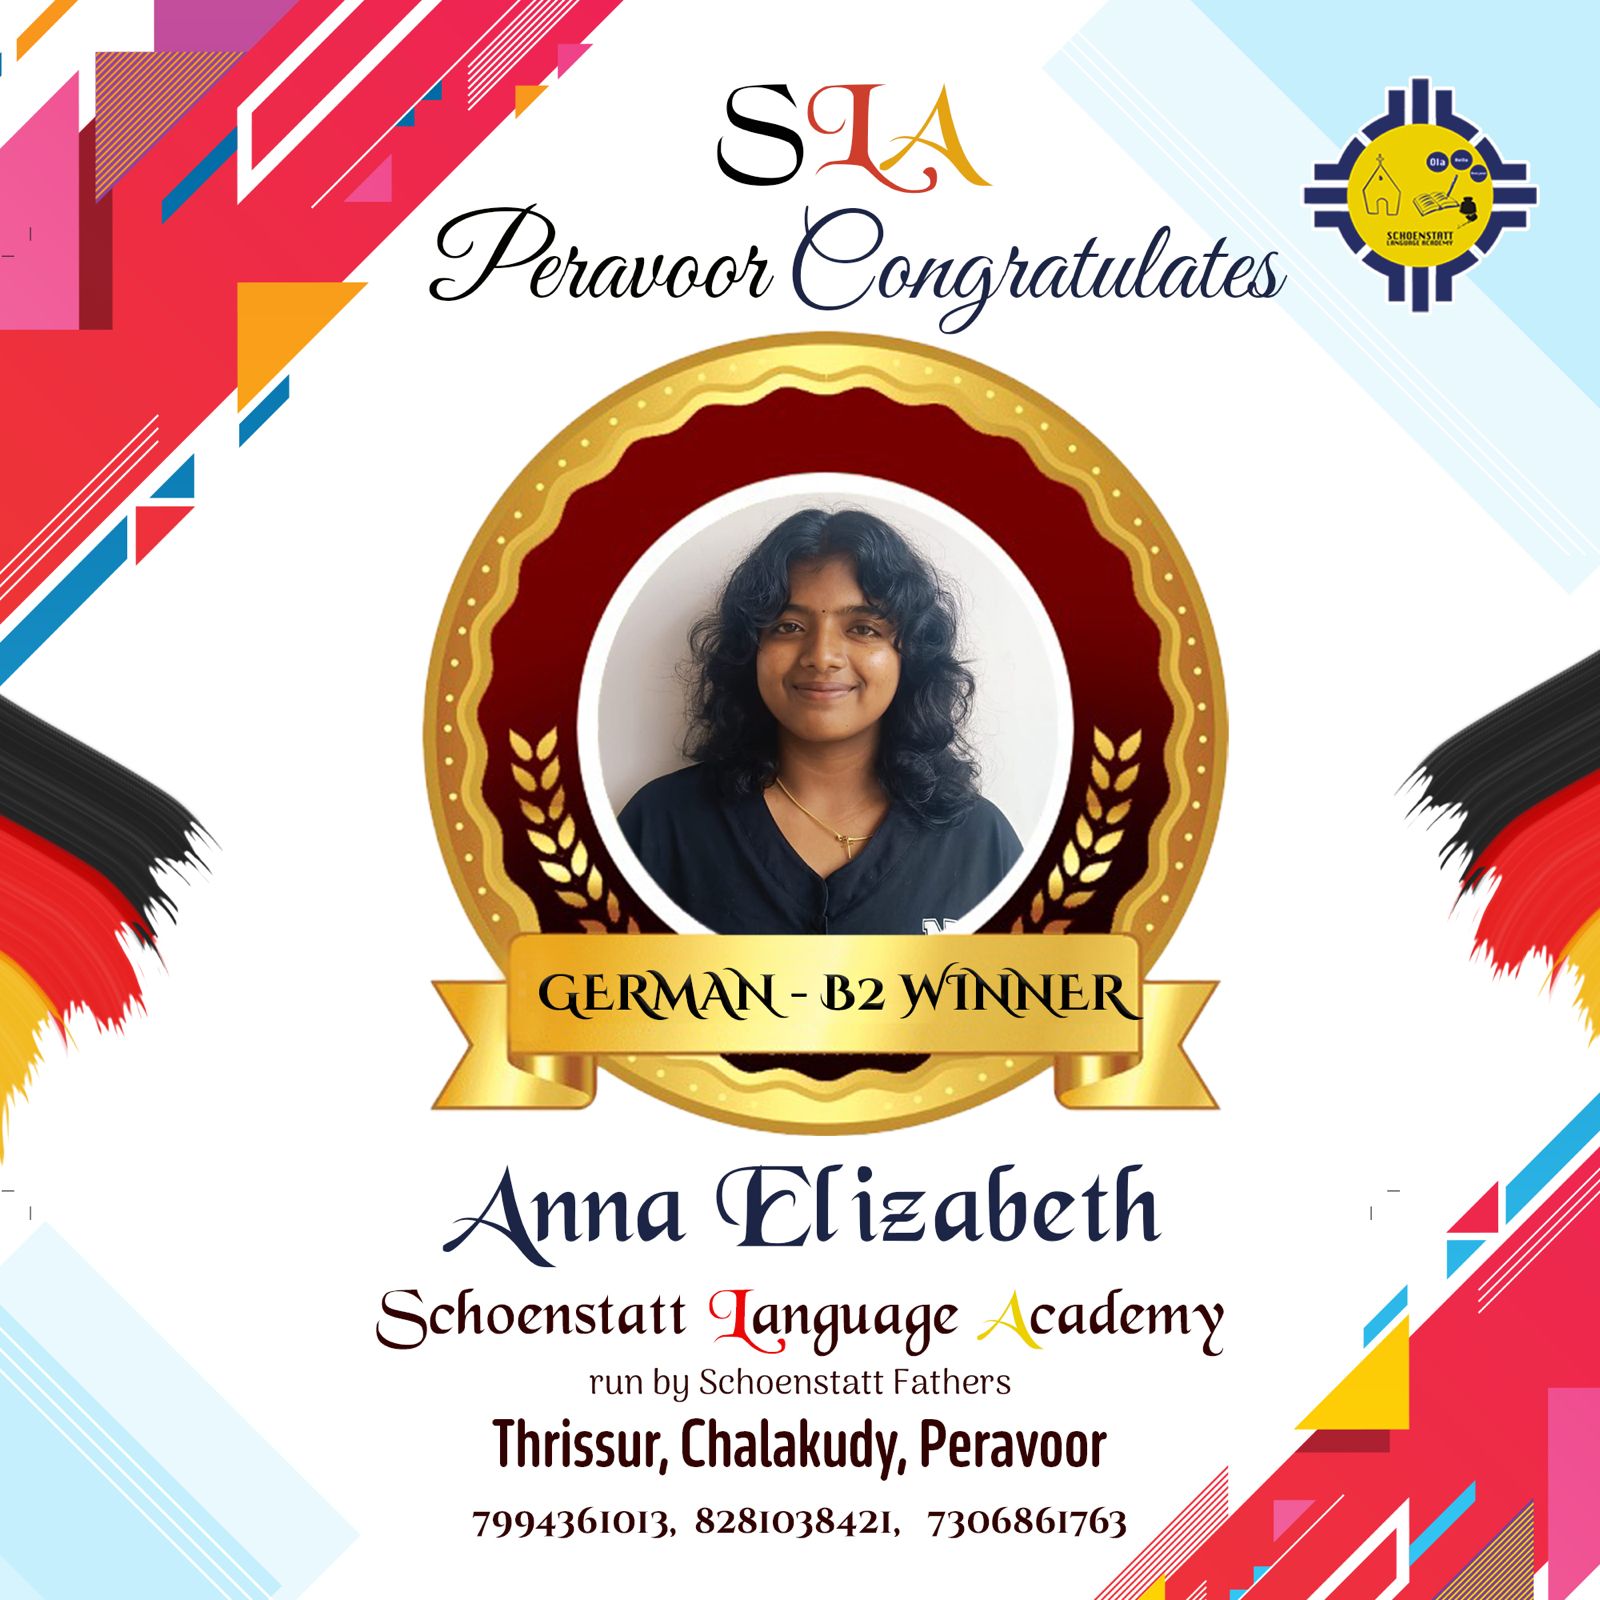 SLA
Peravoor Congratulates
Ola
Hello
SCHOENSTATT
LANGUAGE ACADEMY
GERMAN - B2 WINNER
Anna Elizabeth
Schoenstatt Language Academy
run by Schoenstatt Fathers
Thrissur, Chalakudy, Peravoor
7994361013, 8281038421, 7306861763